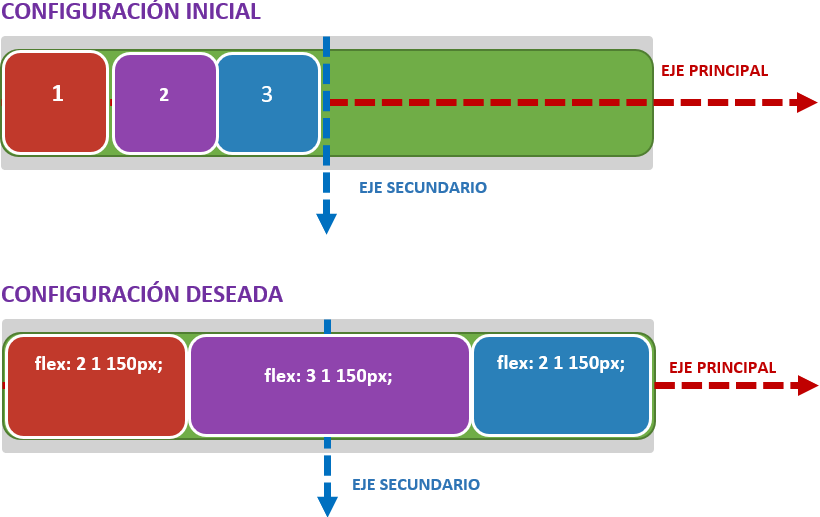 CONFIGURACIÓN INICIAL
1
2
3
EJE PRINCIPAL
EJE SECUNDARIO
CONFIGURACIÓN DESEADA
flex: 2 1 150px;
flex: 3 1 150px;
flex: 2 1 150px;
EJE PRINCIPAL
EJE SECUNDARIO